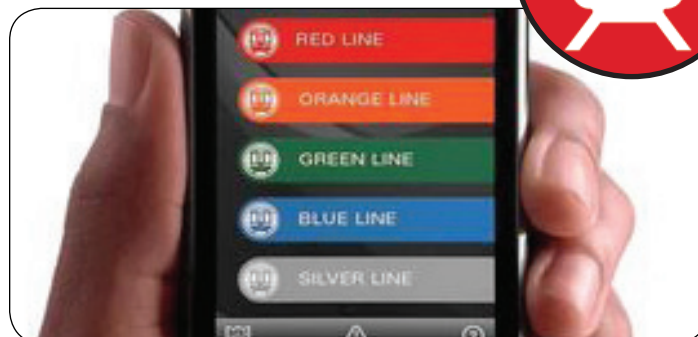 RED LINE
ORANGE LINE
GREEN LINE
BLUE LINE
SILVER LINE